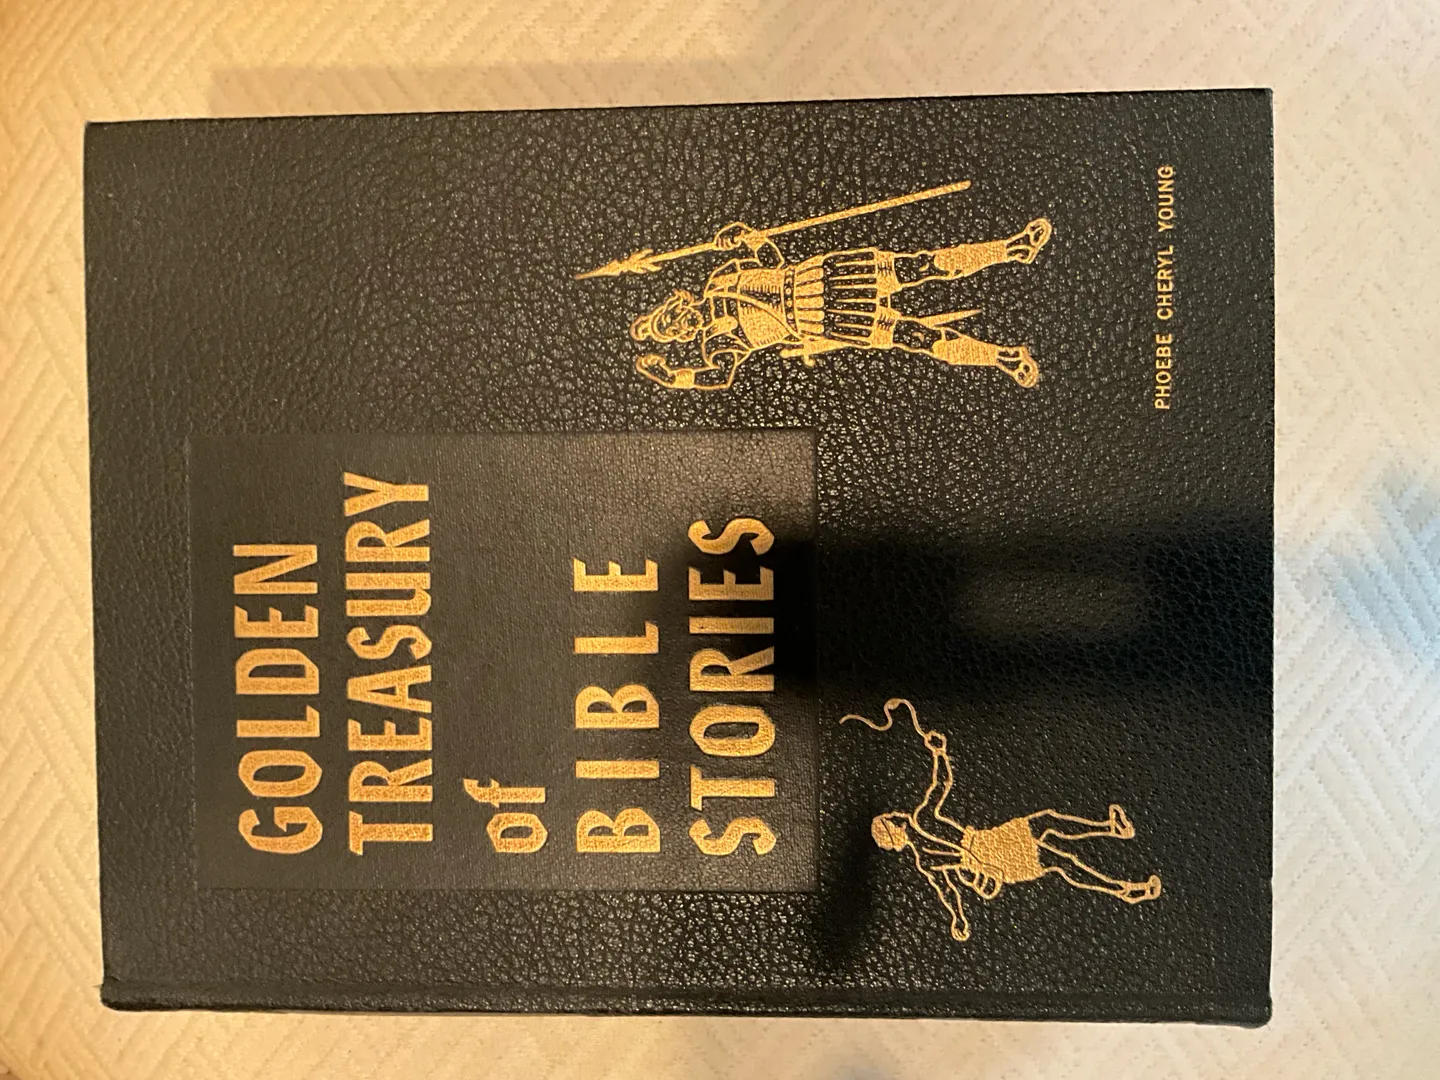 GOLDEN
TREASURY
of
BIBLE
STORIES
PHOEBE CHERYL YOUNG